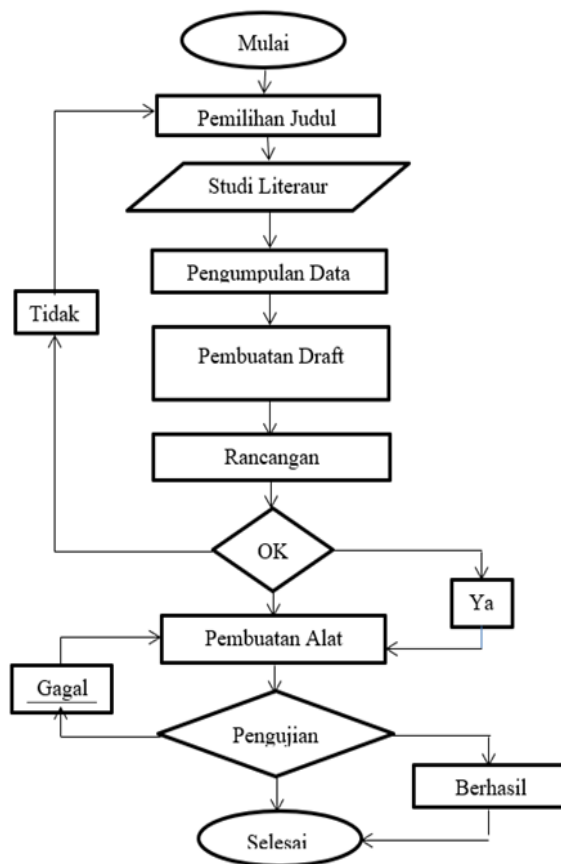 Mulai
Pemilihan Judul
Studi Literaur
Pengumpulan Data
Tidak
Pembuatan Draft
Rancangan
OK
Ya
Pembuatan Alat
Gagal
Pengujian
Berhasil
Selesai